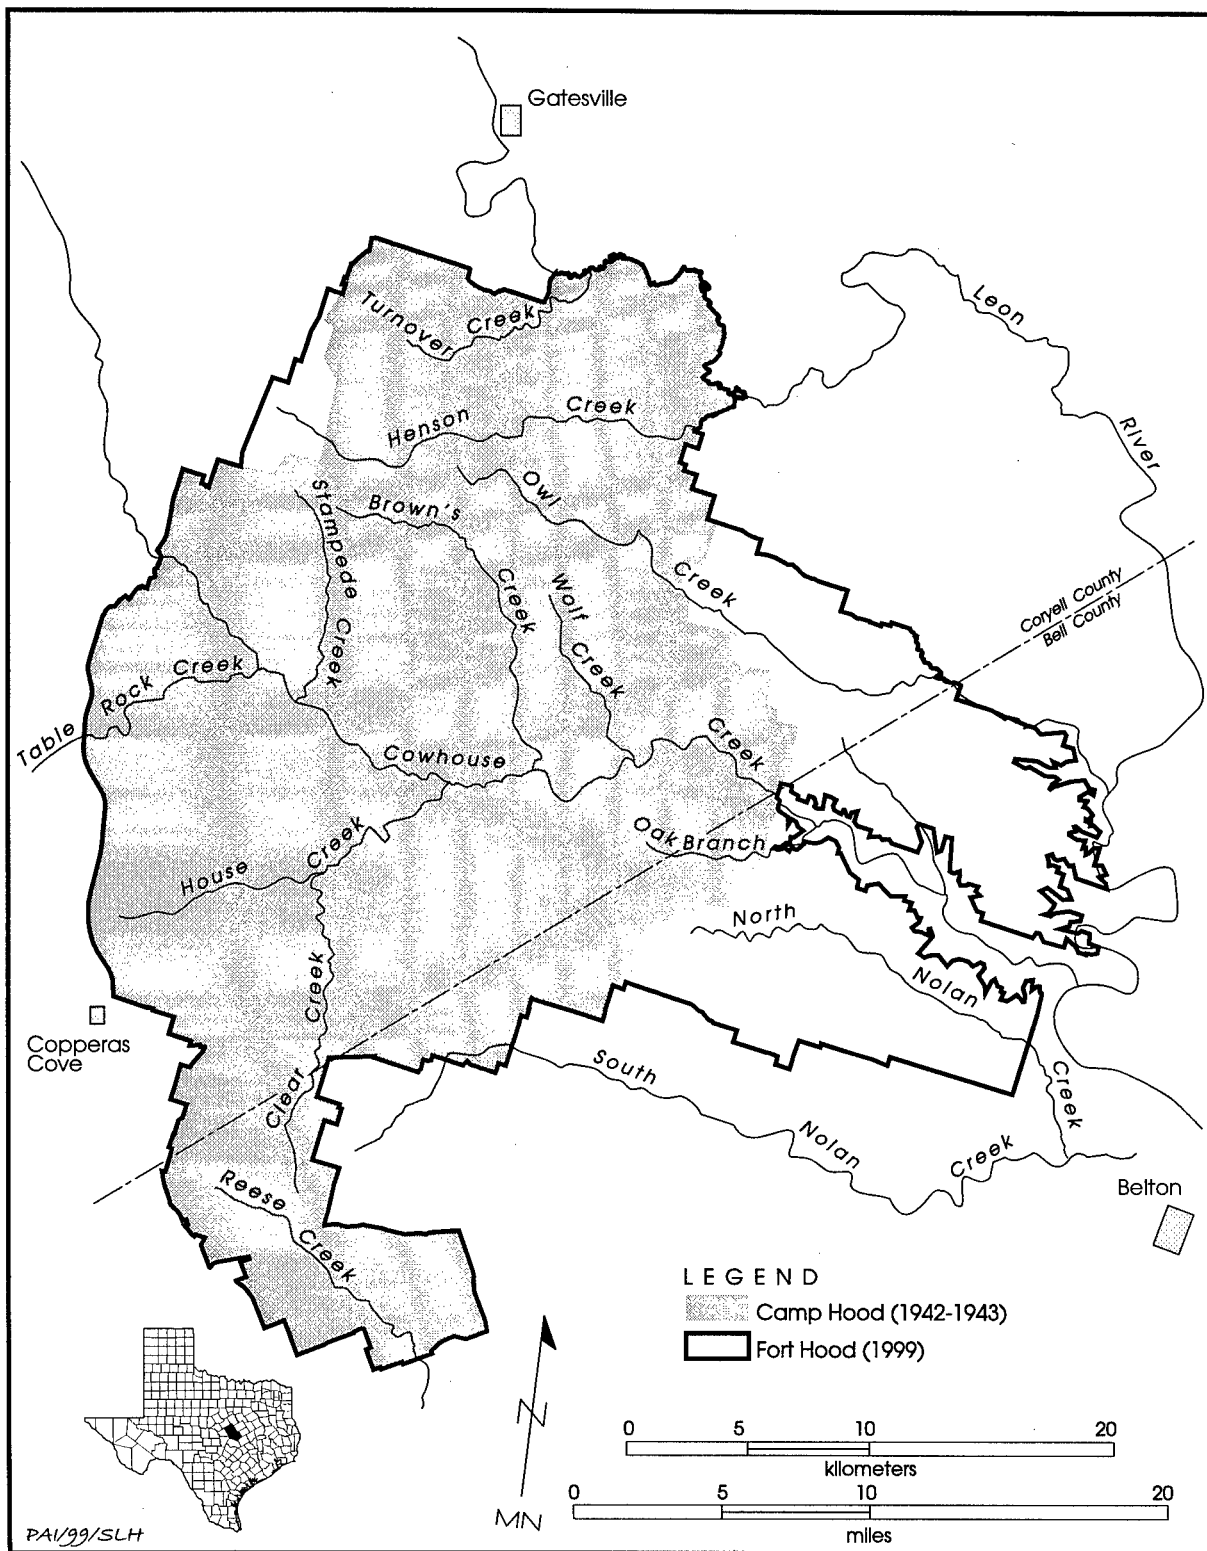 Gatesville
Leon
River
Turnover Creek
Henson Creek
Owl Creek
Stampede Creek
Brown's Creek
Wolf Creek
Coryell County
Bell County
Table Rock Creek
Cowhouse Creek
Oak Branch
House Creek
North Nolan Creek
Clear Creek
Copperas
Cove
South Nolan Creek
Reese Creek
Belton
LEGEND
Camp Hood (1942-1943)
Fort Hood (1999)
N
MN
0 5 10 20
kilometers
0 5 10 20
miles
PAI/99/SLH